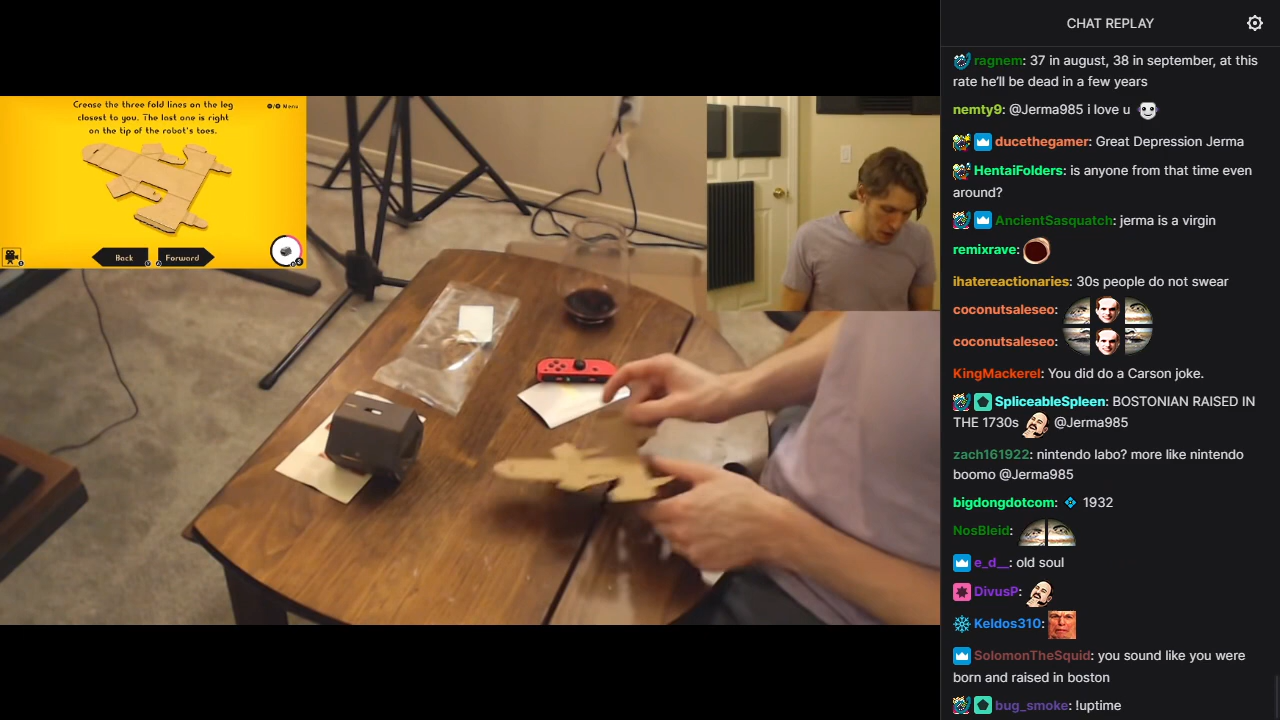 Crease the three fold lines on the leg
closest to you. The last one is right
on the tip of the robot's toes.
Menu
Back
Forward
CHAT REPLAY
ragnem: 37 in august, 38 in september, at this
rate he'll be dead in a few years
nemty9: @Jerma985 i love u
ducethegamer: Great Depression Jerma
HentaiFolders: is anyone from that time even
around?
AncientSasquatch: jerma is a virgin
remixrave:
ihatereactionaries: 30s people do not swear
coconutsaleseo:
coconutsaleseo:
KingMackerel: You did do a Carson joke.
SpliceableSpleen: BOSTONIAN RAISED IN
THE 1730s @Jerma985
zach161922: nintendo labo? more like nintendo
boomo @Jerma985
bigdongdotcom: 1932
NosBleid:
e_d__: old soul
DivusP:
Keldos310:
SolomonTheSquid: you sound like you were
born and raised in boston
bug_smoke: !uptime